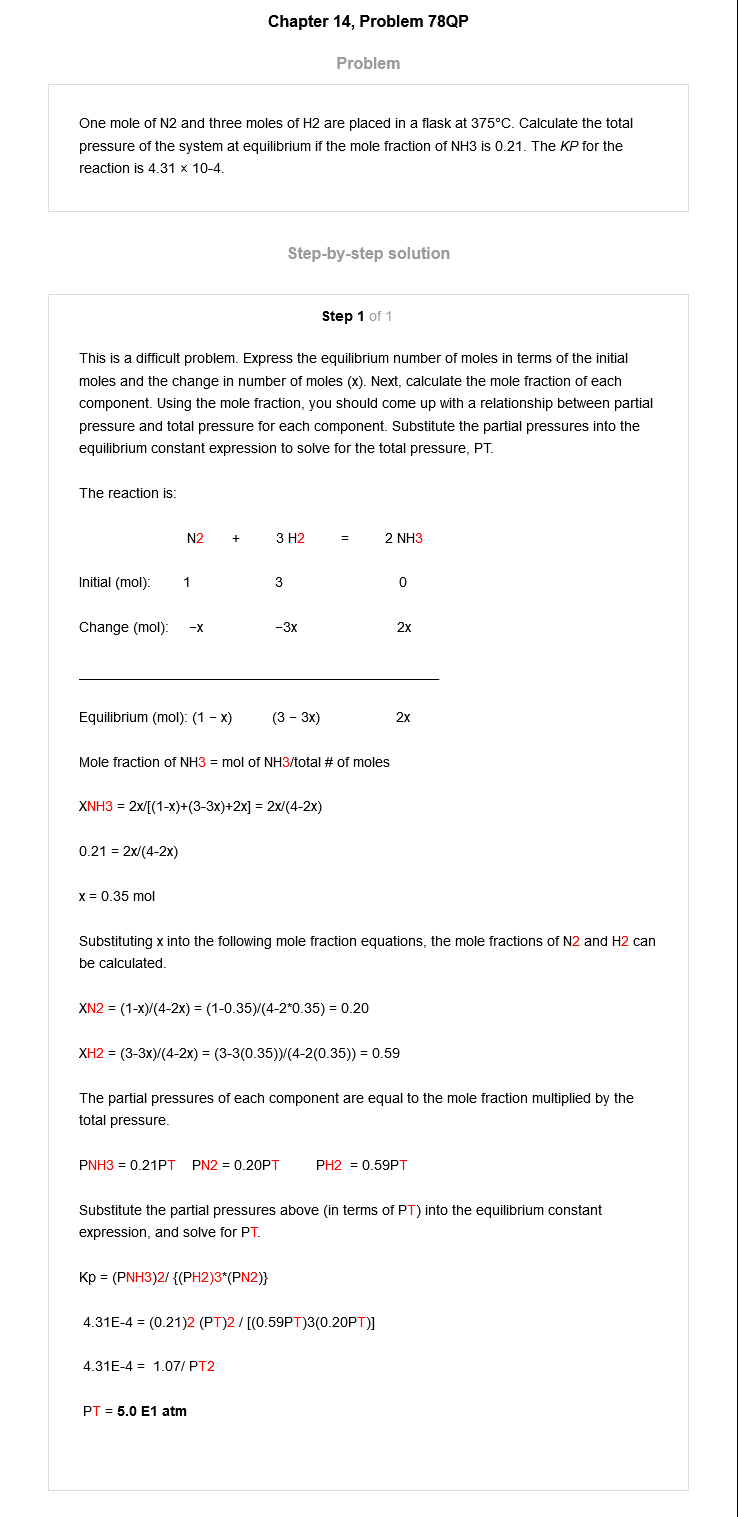 Chapter 14, Problem 78QP
Problem
One mole of N2 and three moles of H2 are placed in a flask at 375°C. Calculate the total
pressure of the system at equilibrium if the mole fraction of NH3 is 0.21. The KP for the
reaction is 4.31 × 10-4.
Step-by-step solution
Step 1 of 1
This is a difficult problem. Express the equilibrium number of moles in terms of the initial
moles and the change in number of moles (x). Next, calculate the mole fraction of each
component. Using the mole fraction, you should come up with a relationship between partial
pressure and total pressure for each component. Substitute the partial pressures into the
equilibrium constant expression to solve for the total pressure, PT.
The reaction is:
N2 + 3 H2 = 2 NH3
Initial (mol): 1 3 0
Change (mol): −x −3x 2x
Equilibrium (mol): (1 − x) (3 − 3x) 2x
Mole fraction of NH3 = mol of NH3/total # of moles
XNH3 = 2x/[(1-x)+(3-3x)+2x] = 2x/(4-2x)
0.21 = 2x/(4-2x)
x = 0.35 mol
Substituting x into the following mole fraction equations, the mole fractions of N2 and H2 can
be calculated.
XN2 = (1-x)/(4-2x) = (1-0.35)/(4-2*0.35) = 0.20
XH2 = (3-3x)/(4-2x) = (3-3(0.35))/(4-2(0.35)) = 0.59
The partial pressures of each component are equal to the mole fraction multiplied by the
total pressure.
PNH3 = 0.21PT PN2 = 0.20PT PH2 = 0.59PT
Substitute the partial pressures above (in terms of PT) into the equilibrium constant
expression, and solve for PT.
Kp = (PNH3)2/ {(PH2)3*(PN2)}
4.31E-4 = (0.21)2 (PT)2 / [(0.59PT)3(0.20PT)]
4.31E-4 = 1.07/ PT2
PT = 5.0 E1 atm